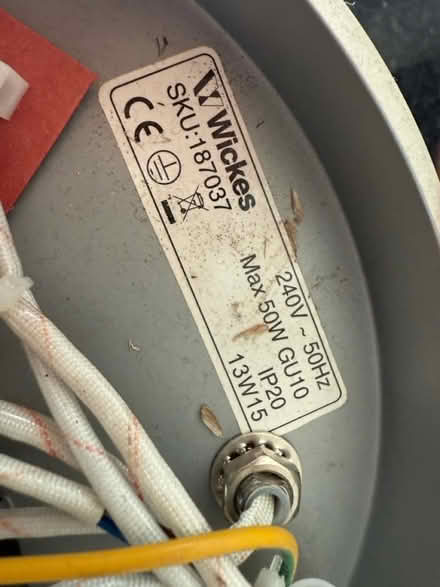 Wickes
SKU:187037
CE
240V ~ 50Hz
Max 50W GU10
IP20
13W15